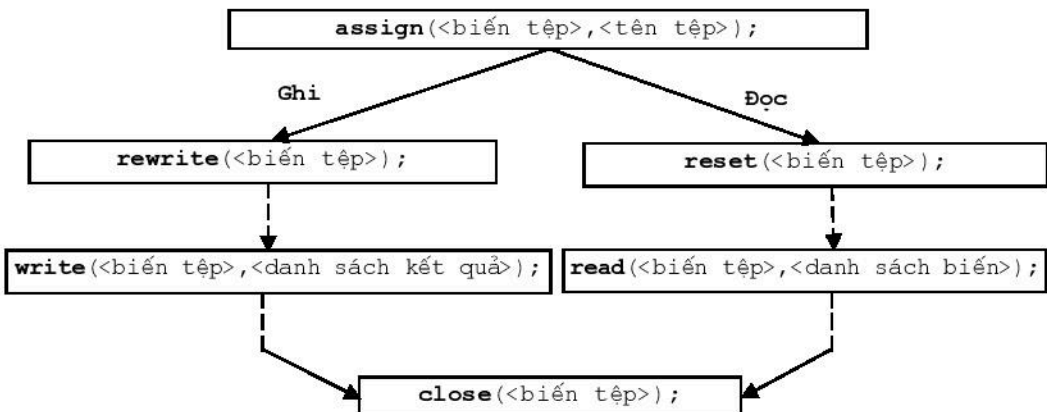 assign(<biến tệp>,<tên tệp>);
Ghi
Đọc
rewrite(<biến tệp>);
reset(<biến tệp>);
write(<biến tệp>,<danh sách kết quả>);
read(<biến tệp>,<danh sách biến>);
close(<biến tệp>);